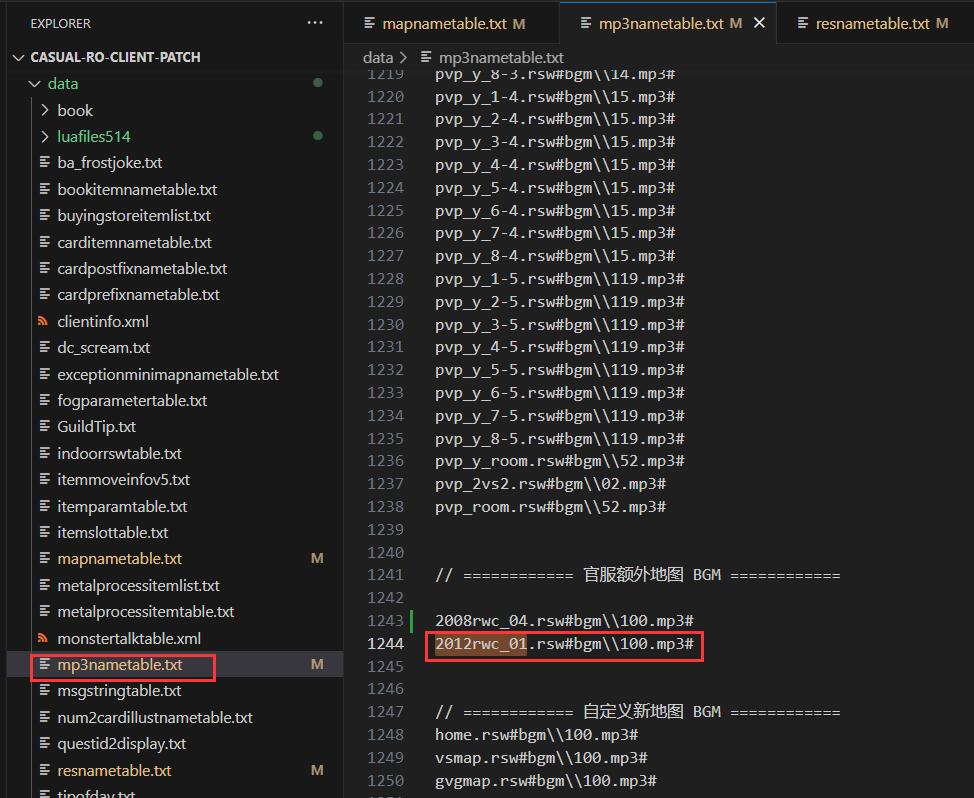 EXPLORER
CASUAL-RO-CLIENT-PATCH
data
book
luafiles514
ba_frostjoke.txt
bookitemnametable.txt
buyingstoreitemlist.txt
carditemnametable.txt
cardpostfixnametable.txt
cardprefixnametable.txt
clientinfo.xml
dc_scream.txt
exceptionminimapnametable.txt
fogparametertable.txt
GuildTip.txt
indoorrswtable.txt
itemmoveinfov5.txt
itemparamtable.txt
itemslottable.txt
mapnametable.txt M
metalprocessitemlist.txt
metalprocessitemtable.txt
monstertalktable.xml
mp3nametable.txt M
msgstringtable.txt
num2cardillustnametable.txt
questid2display.txt
resnametable.txt M
tipofday.txt
mapnametable.txt M
mp3nametable.txt M
resnametable.txt M
data > mp3nametable.txt
1219 pvp_y_8-3.rsw#bgm\\14.mp3#
1220 pvp_y_1-4.rsw#bgm\\15.mp3#
1221 pvp_y_2-4.rsw#bgm\\15.mp3#
1222 pvp_y_3-4.rsw#bgm\\15.mp3#
1223 pvp_y_4-4.rsw#bgm\\15.mp3#
1224 pvp_y_5-4.rsw#bgm\\15.mp3#
1225 pvp_y_6-4.rsw#bgm\\15.mp3#
1226 pvp_y_7-4.rsw#bgm\\15.mp3#
1227 pvp_y_8-4.rsw#bgm\\15.mp3#
1228 pvp_y_1-5.rsw#bgm\\119.mp3#
1229 pvp_y_2-5.rsw#bgm\\119.mp3#
1230 pvp_y_3-5.rsw#bgm\\119.mp3#
1231 pvp_y_4-5.rsw#bgm\\119.mp3#
1232 pvp_y_5-5.rsw#bgm\\119.mp3#
1233 pvp_y_6-5.rsw#bgm\\119.mp3#
1234 pvp_y_7-5.rsw#bgm\\119.mp3#
1235 pvp_y_8-5.rsw#bgm\\119.mp3#
1236 pvp_y_room.rsw#bgm\\52.mp3#
1237 pvp_2vs2.rsw#bgm\\02.mp3#
1238 pvp_room.rsw#bgm\\52.mp3#
1239
1240
1241 // ============ 官服额外地图 BGM ============
1242
1243 2008rwc_04.rsw#bgm\\100.mp3#
1244 2012rwc_01.rsw#bgm\\100.mp3#
1245
1246
1247 // ============ 自定义新地图 BGM ============
1248 home.rsw#bgm\\100.mp3#
1249 vsmap.rsw#bgm\\100.mp3#
1250 gvgmap.rsw#bgm\\100.mp3#